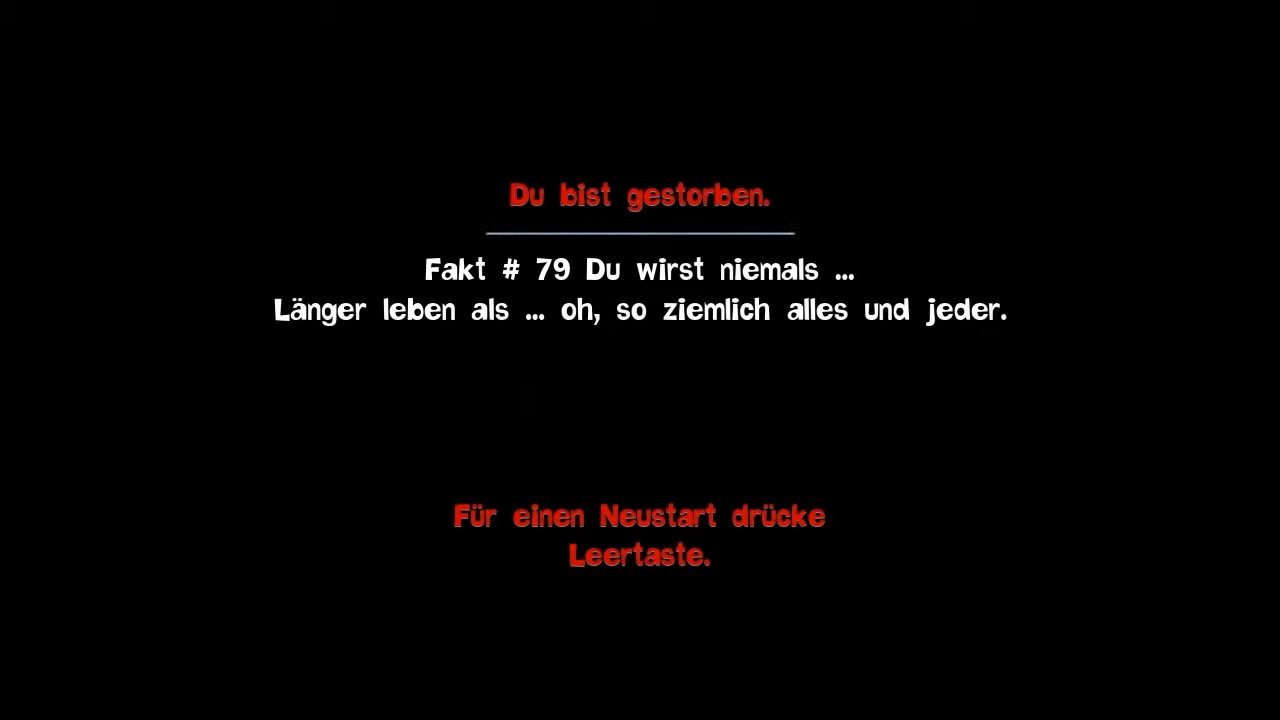 Du bist gestorben.
Fakt # 79 Du wirst niemals ...
Länger leben als ... oh, so ziemlich alles und jeder.
Für einen Neustart drücke
Leertaste.